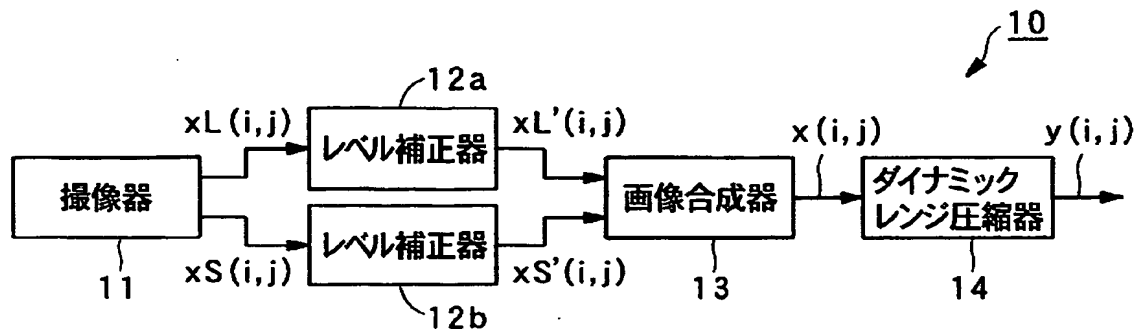 10
12a
xL(i,j)
レベル補正器
xL'(i,j)
x(i,j)
y(i,j)
撮像器
画像合成器
ダイナミック
レンジ圧縮器
レベル補正器
11
xS(i,j)
xS'(i,j)
13
14
12b